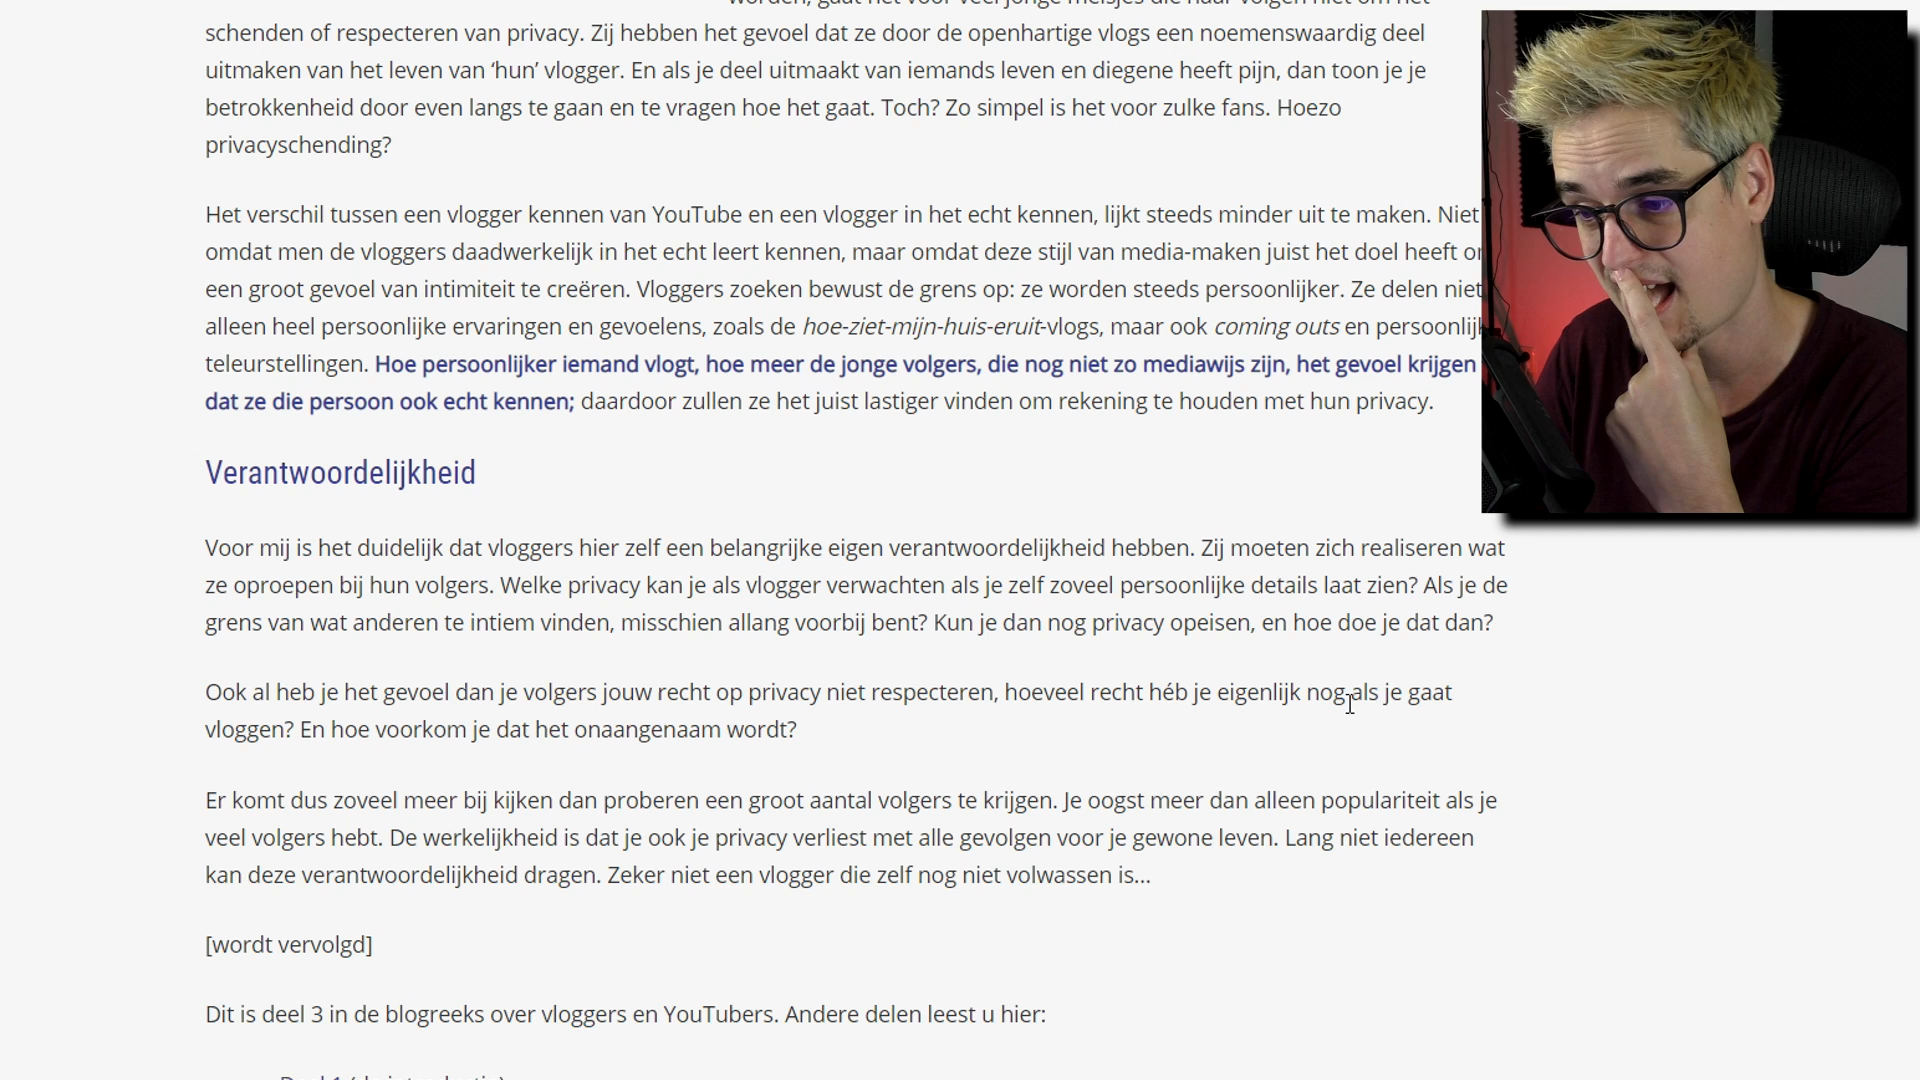 schenden of respecteren van privacy. Zij hebben het gevoel dat ze door de openhartige vlogs een noemenswaardig deel
uitmaken van het leven van ‘hun’ vlogger. En als je deel uitmaakt van iemands leven en diegene heeft pijn, dan toon je je
betrokkenheid door even langs te gaan en te vragen hoe het gaat. Toch? Zo simpel is het voor zulke fans. Hoezo
privacyschending?
Het verschil tussen een vlogger kennen van YouTube en een vlogger in het echt kennen, lijkt steeds minder uit te maken. Niet
omdat men de vloggers daadwerkelijk in het echt leert kennen, maar omdat deze stijl van media-maken juist het doel heeft
een groot gevoel van intimiteit te creëren. Vloggers zoeken bewust de grens op: ze worden steeds persoonlijker. Ze delen niet
alleen heel persoonlijke ervaringen en gevoelens, zoals de hoe-ziet-mijn-huis-eruit-vlogs, maar ook coming outs en
teleurstellingen. Hoe persoonlijker iemand vlogt, hoe meer de jonge volgers, die nog niet zo mediawijs zijn, het gevoel krijgen
dat ze die persoon ook echt kennen; daardoor zullen ze het juist lastiger vinden om rekening te houden met hun privacy.
Verantwoordelijkheid
Voor mij is het duidelijk dat vloggers hier zelf een belangrijke eigen verantwoordelijkheid hebben. Zij moeten zich realiseren wat
ze oproepen bij hun volgers. Welke privacy kan je als vlogger verwachten als je zelf zoveel persoonlijke details laat zien? Als je de
grens van wat anderen te intiem vinden, misschien allang voorbij bent? Kun je dan nog privacy opeisen, en hoe doe je dat dan?
Ook al heb je het gevoel dan je volgers jouw recht op privacy niet respecteren, hoeveel recht héb je eigenlijk nog als je gaat
vloggen? En hoe voorkom je dat het onaangenaam wordt?
Er komt dus zoveel meer bij kijken dan proberen een groot aantal volgers te krijgen. Je oogst meer dan alleen populariteit als je
veel volgers hebt. De werkelijkheid is dat je ook je privacy verliest met alle gevolgen voor je gewone leven. Lang niet iedereen
kan deze verantwoordelijkheid dragen. Zeker niet een vlogger die zelf nog niet volwassen is…
[wordt vervolgd]
Dit is deel 3 in de blogreeks over vloggers en YouTubers. Andere delen leest u hier: